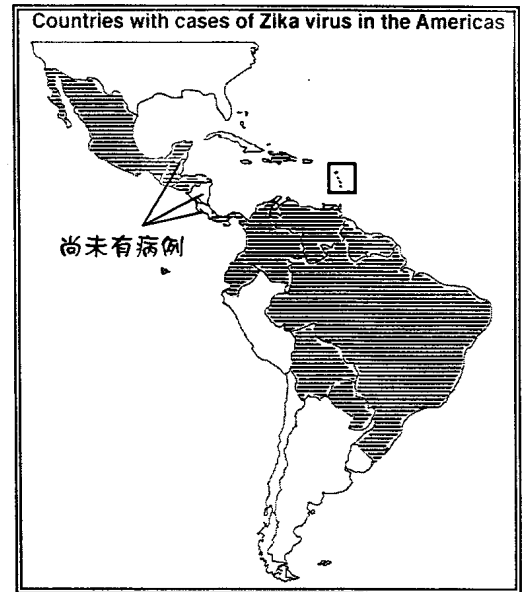 Countries with cases of Zika virus in the Americas
尚未有病例